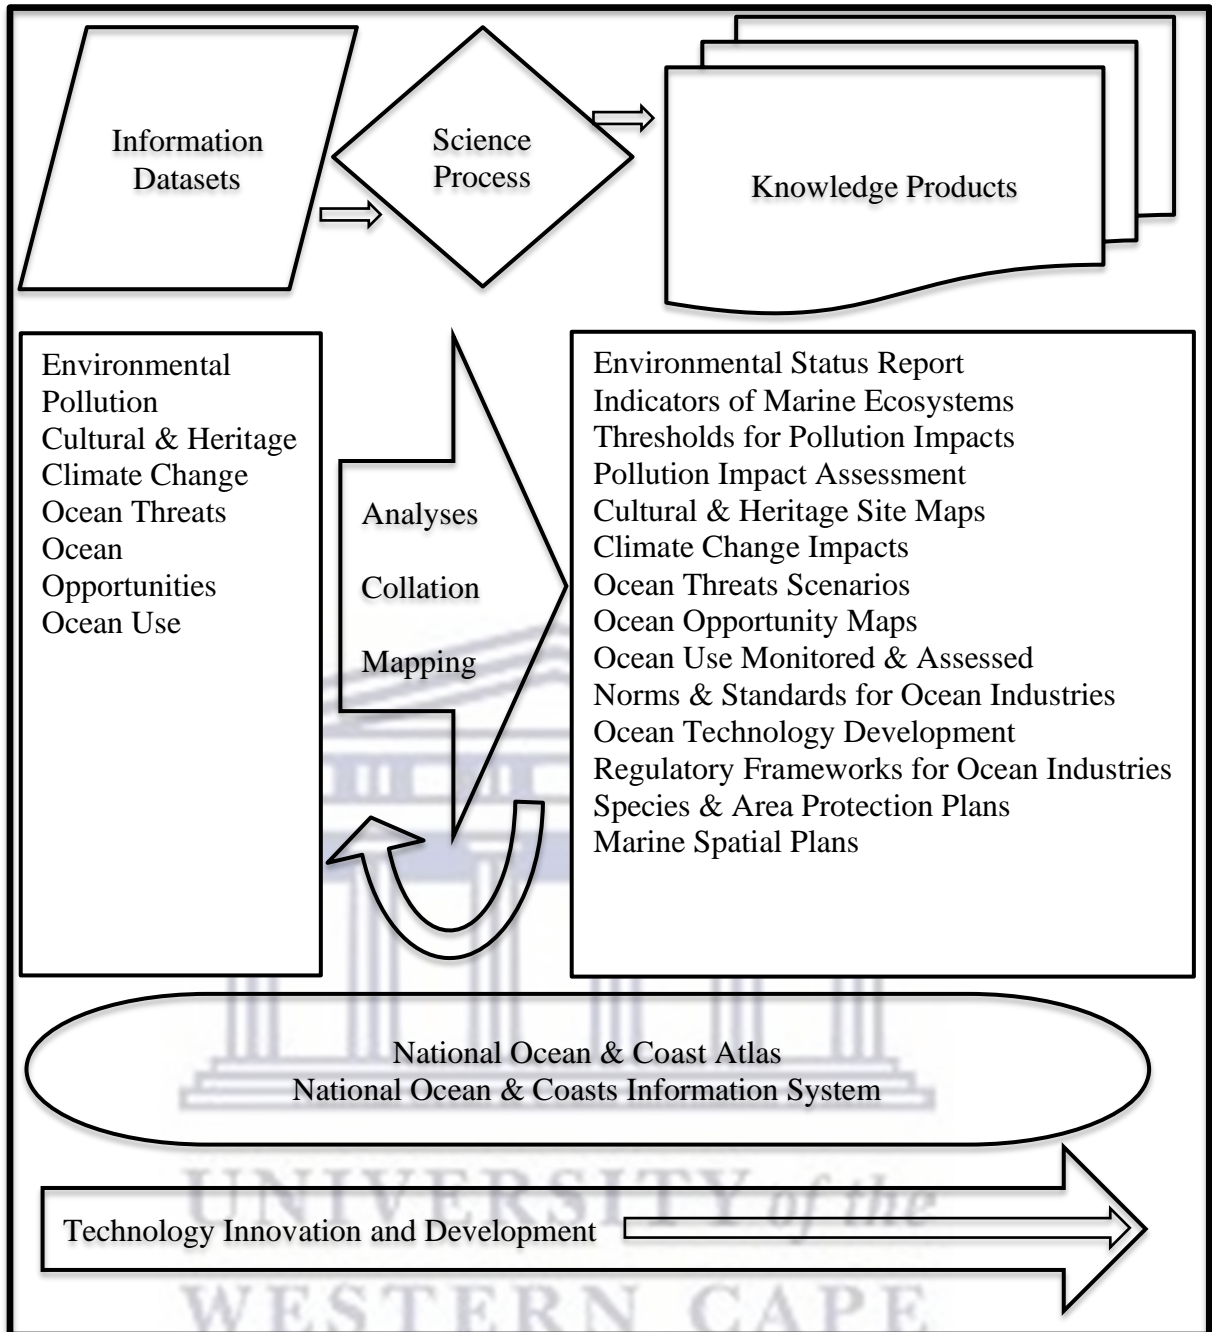 Information
Datasets
Science
Process
Knowledge Products
Environmental
Pollution
Cultural & Heritage
Climate Change
Ocean Threats
Ocean
Opportunities
Ocean Use
Analyses
Collation
Mapping
Environmental Status Report
Indicators of Marine Ecosystems
Thresholds for Pollution Impacts
Pollution Impact Assessment
Cultural & Heritage Site Maps
Climate Change Impacts
Ocean Threats Scenarios
Ocean Opportunity Maps
Ocean Use Monitored & Assessed
Norms & Standards for Ocean Industries
Ocean Technology Development
Regulatory Frameworks for Ocean Industries
Species & Area Protection Plans
Marine Spatial Plans
National Ocean & Coast Atlas
National Ocean & Coasts Information System
UNIVERSITY of the
Technology Innovation and Development
WESTERN CAPE